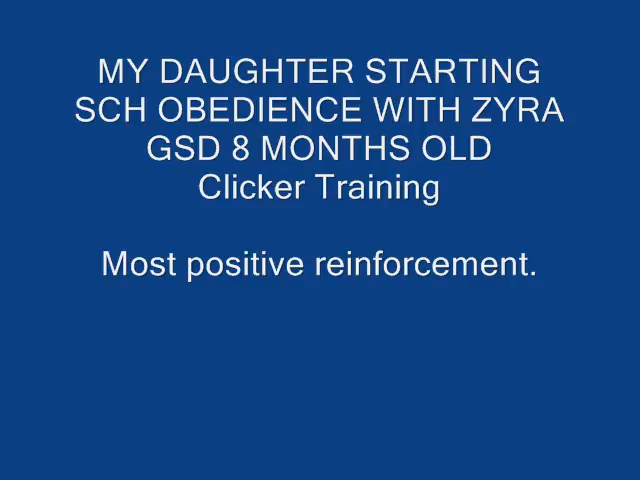 MY DAUGHTER STARTING
SCH OBEDIENCE WITH ZYRA
GSD 8 MONTHS OLD
Clicker Training
Most positive reinforcement.